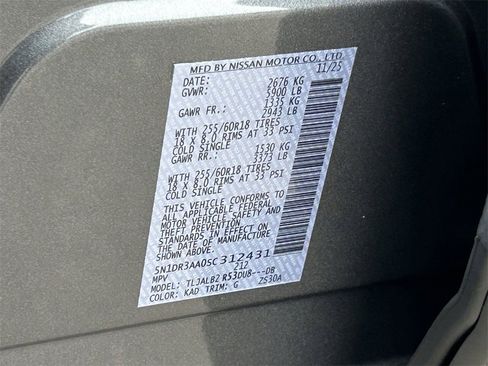 MFD BY NISSAN MOTOR CO., LTD.
DATE: 11/25
GVWR: 2676 KG
5900 LB
GAWR FR.: 1335 KG
2943 LB
WITH 255/60R18 TIRES
18 X 8.0 RIMS AT 33 PSI
COLD SINGLE
GAWR RR.: 1530 KG
3373 LB
WITH 255/60R18 TIRES
18 X 8.0 RIMS AT 33 PSI
COLD SINGLE
THIS VEHICLE CONFORMS TO
ALL APPLICABLE FEDERAL
MOTOR VEHICLE SAFETY AND
THEFT PREVENTION
STANDARDS IN EFFECT ON THE
DATE OF MANUFACTURE
5N1DR3AA0SC312431
MPV 212
MODEL: TLJALB2 R53DU8---DB
COLOR: KAD TRIM: G ZS30A